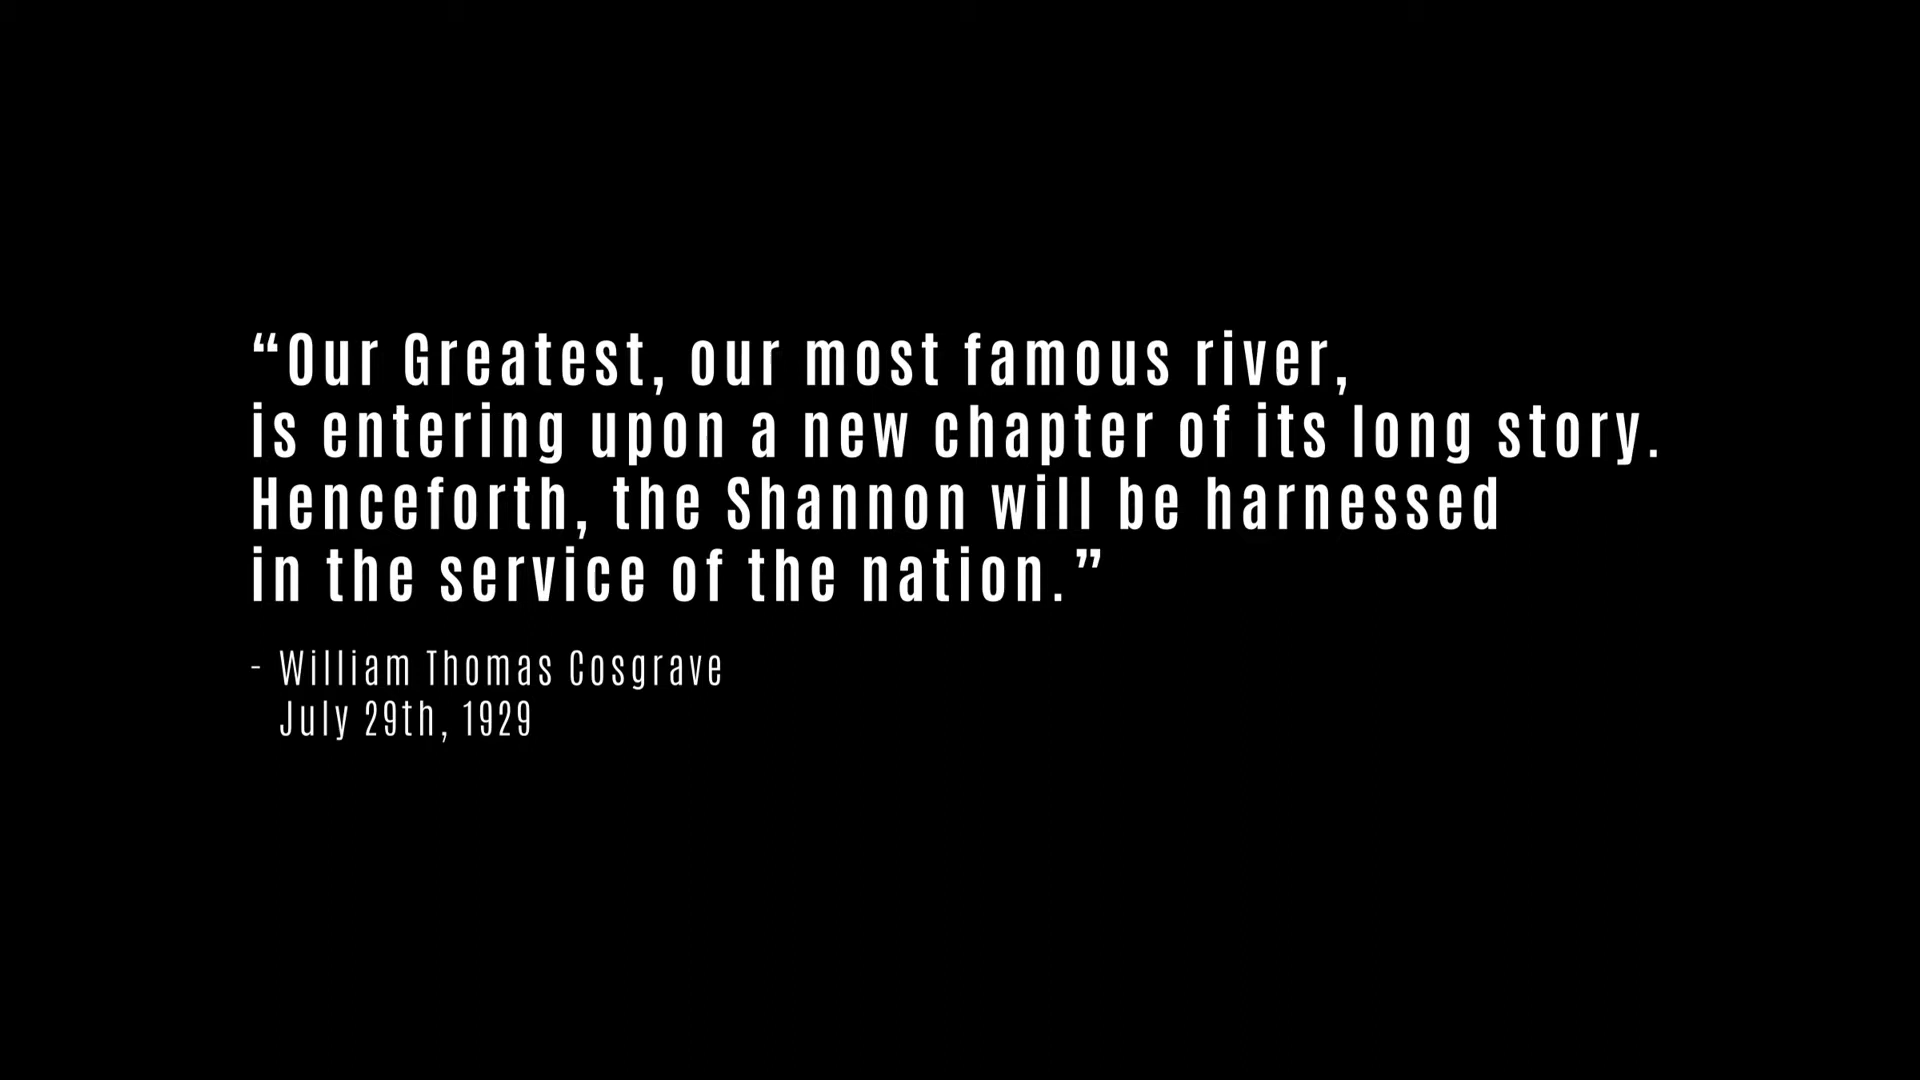 “Our Greatest, our most famous river,
is entering upon a new chapter of its long story.
Henceforth, the Shannon will be harnessed
in the service of the nation.”
- William Thomas Cosgrave
July 29th, 1929